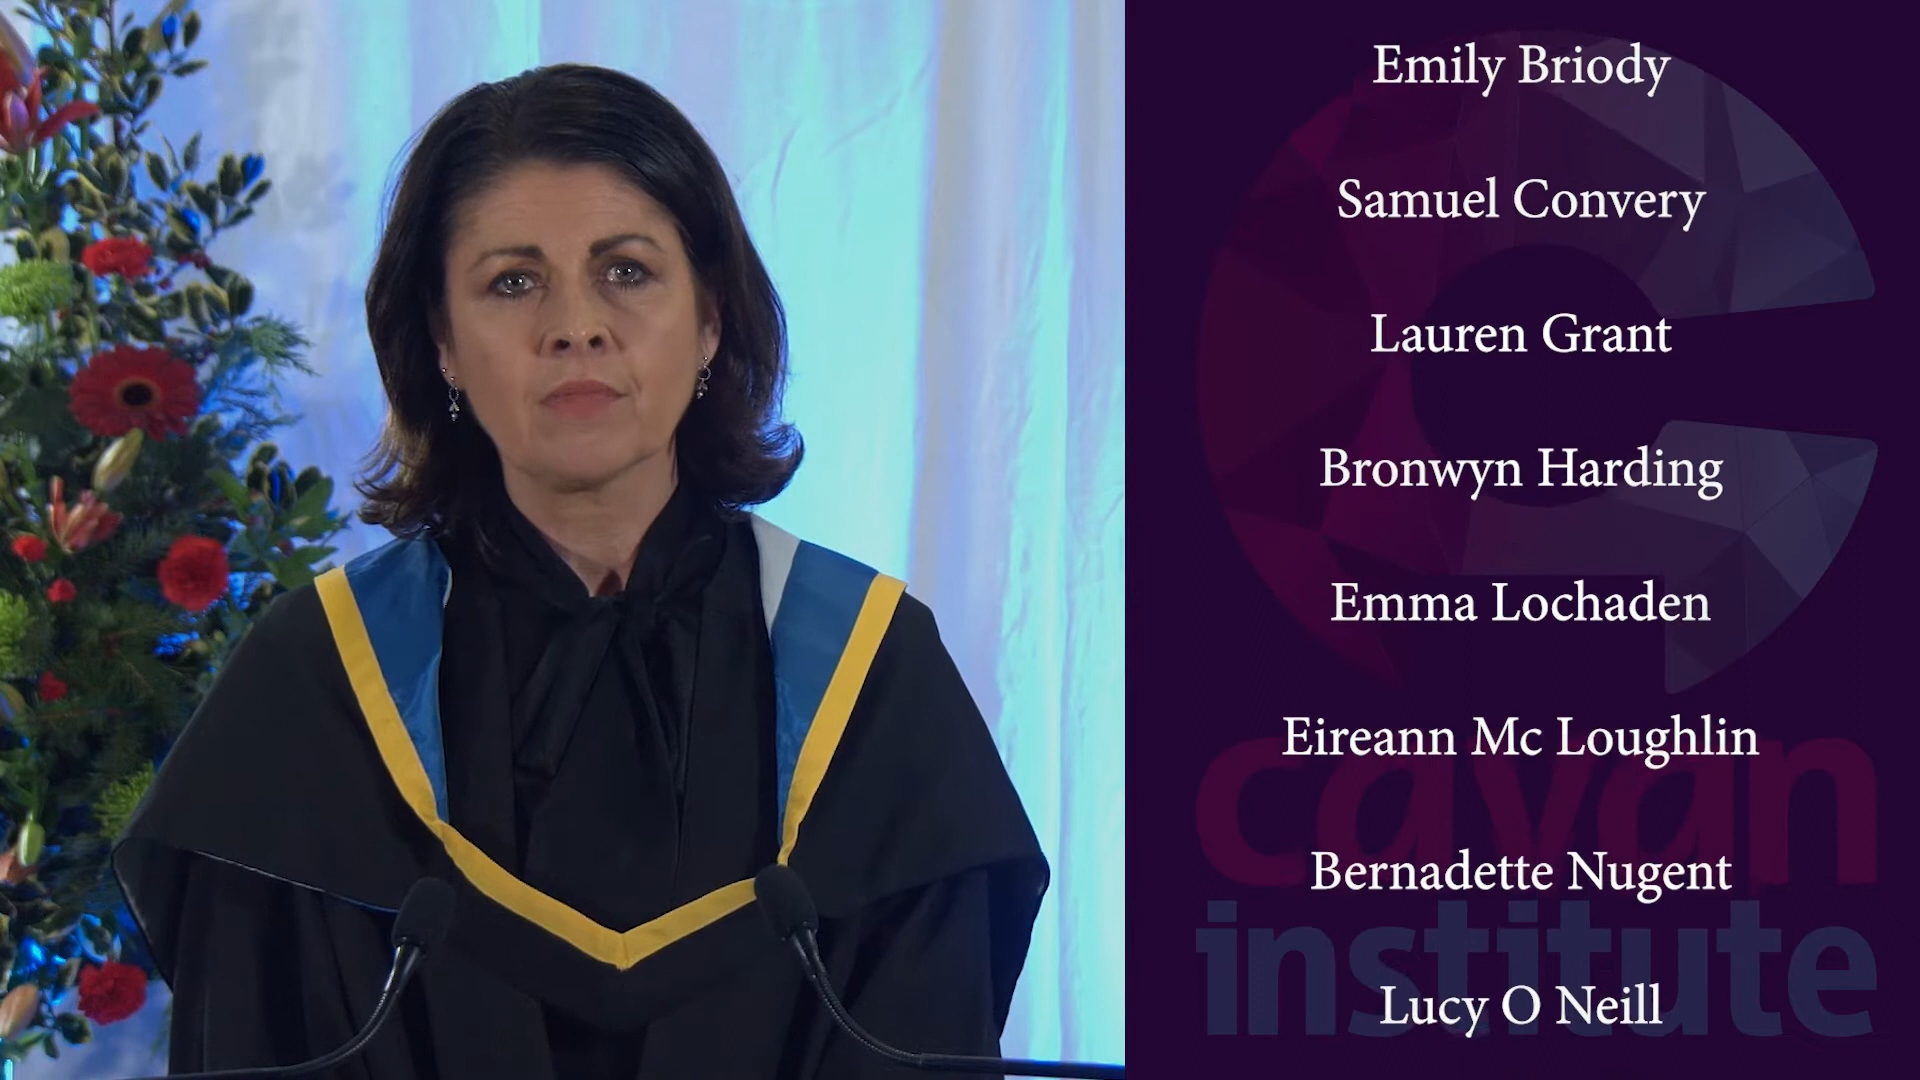 Emily Briody
Samuel Convery
Lauren Grant
Bronwyn Harding
Emma Lochaden
Eireann Mc Loughlin
cavan
Bernadette Nugent
institute
Lucy O Neill